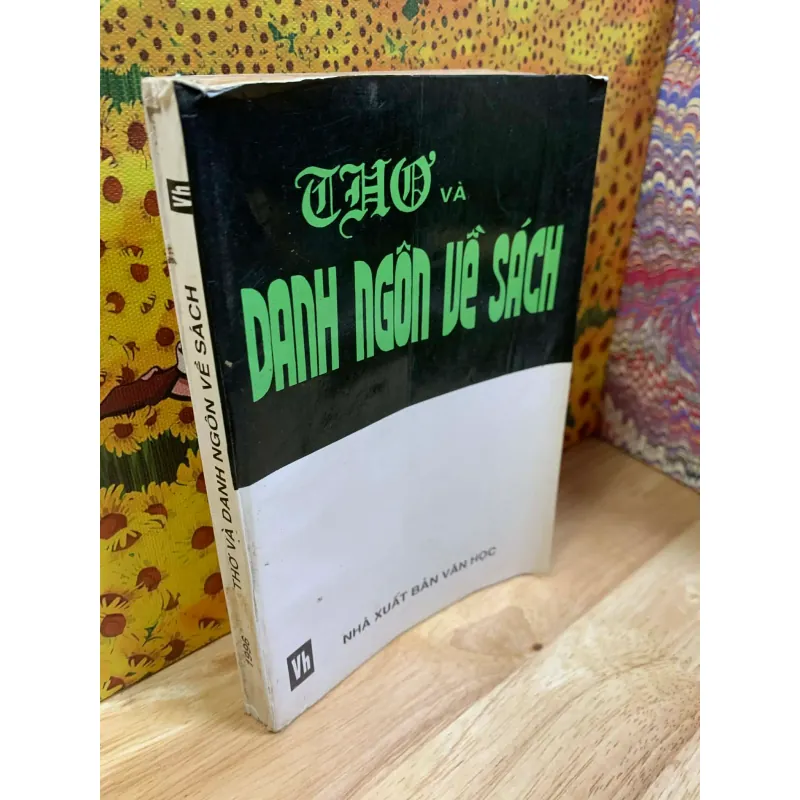 THƠ VÀ
DANH NGÔN VỀ SÁCH
NHÀ XUẤT BẢN VĂN HỌC
Vh
Vh
THƠ VÀ DANH NGÔN VỀ SÁCH
1996